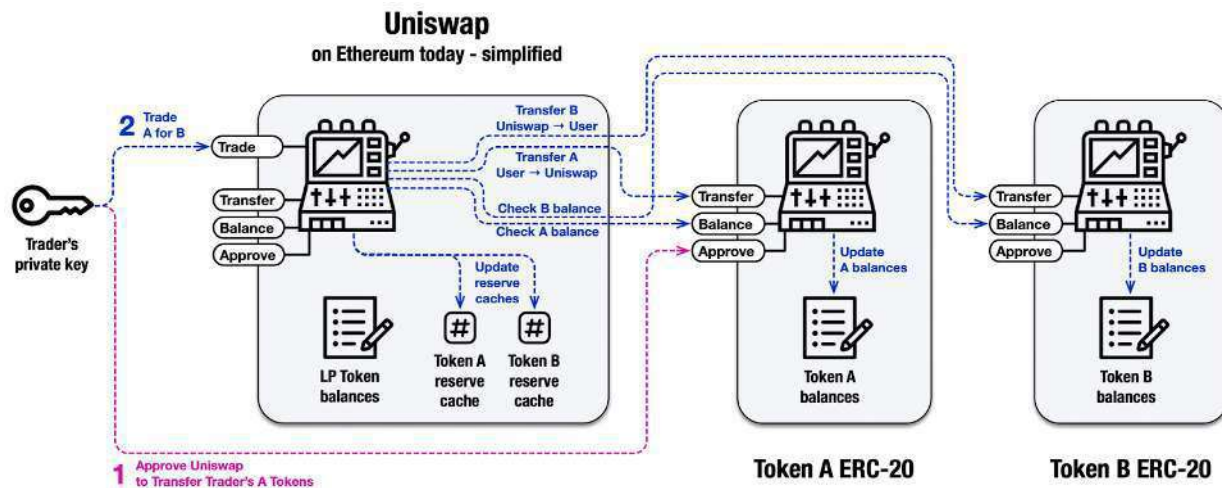 Uniswap
on Ethereum today - simplified
2 Trade
A for B
Trade
Transfer
Balance
Approve
Transfer B
Uniswap → User
Transfer A
User → Uniswap
Check B balance
Check A balance
Update
reserve
caches
LP Token
balances
#
Token A
reserve
cache
#
Token B
reserve
cache
Trader's
private key
1 Approve Uniswap
to Transfer Trader's A Tokens
Transfer
Balance
Approve
Update
A balances
Token A
balances
Token A ERC-20
Transfer
Balance
Approve
Update
B balances
Token B
balances
Token B ERC-20